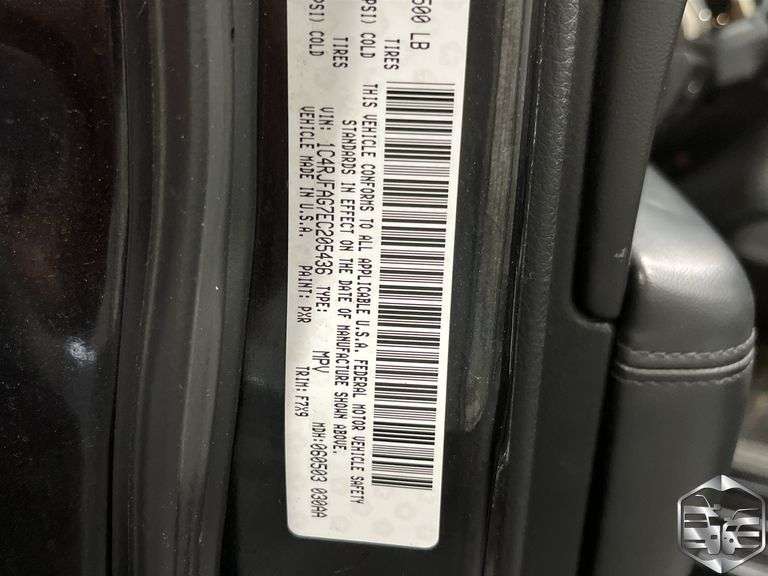 500 LB
TIRES
PSI) COLD
TIRES
PSI) COLD
THIS VEHICLE CONFORMS TO ALL APPLICABLE U.S.A. FEDERAL MOTOR VEHICLE SAFETY
STANDARDS IN EFFECT ON THE DATE OF MANUFACTURE SHOWN ABOVE.
VIN: 1C4RJFAG7EC205436 TYPE: MPV MDH:060503 030AA
VEHICLE MADE IN U.S.A. PAINT: PXR TRIM: F7X9